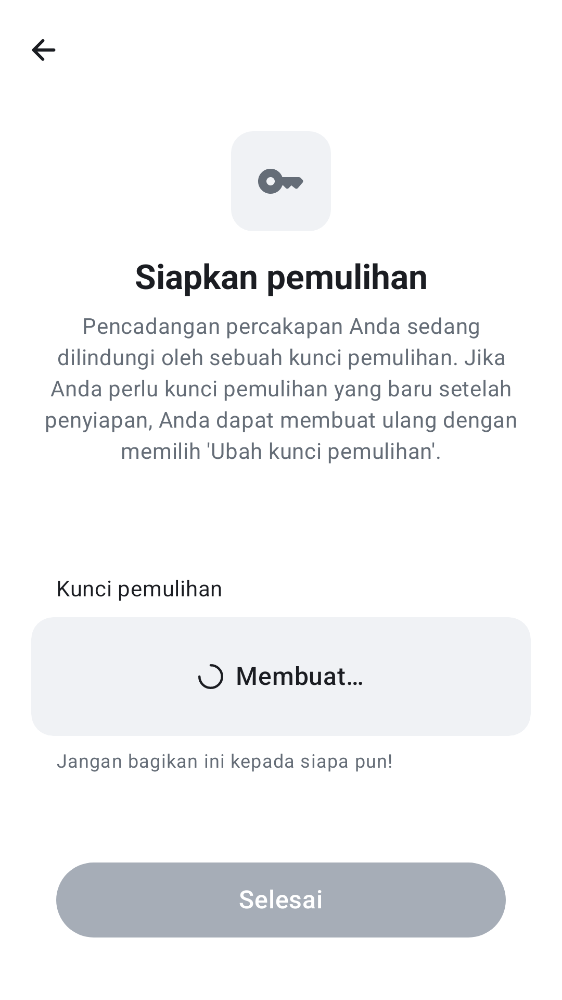 Siapkan pemulihan
Pencadangan percakapan Anda sedang
dilindungi oleh sebuah kunci pemulihan. Jika
Anda perlu kunci pemulihan yang baru setelah
penyiapan, Anda dapat membuat ulang dengan
memilih 'Ubah kunci pemulihan'.
Kunci pemulihan
Membuat…
Jangan bagikan ini kepada siapa pun!
Selesai